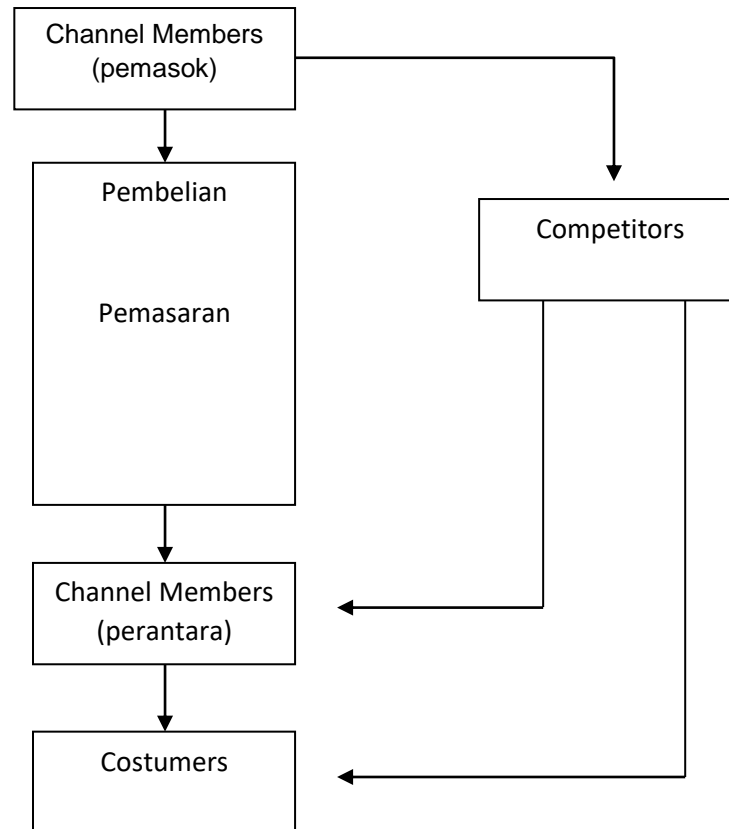 Channel Members
(pemasok)
Pembelian
Competitors
Pemasaran
Channel Members
(perantara)
Costumers